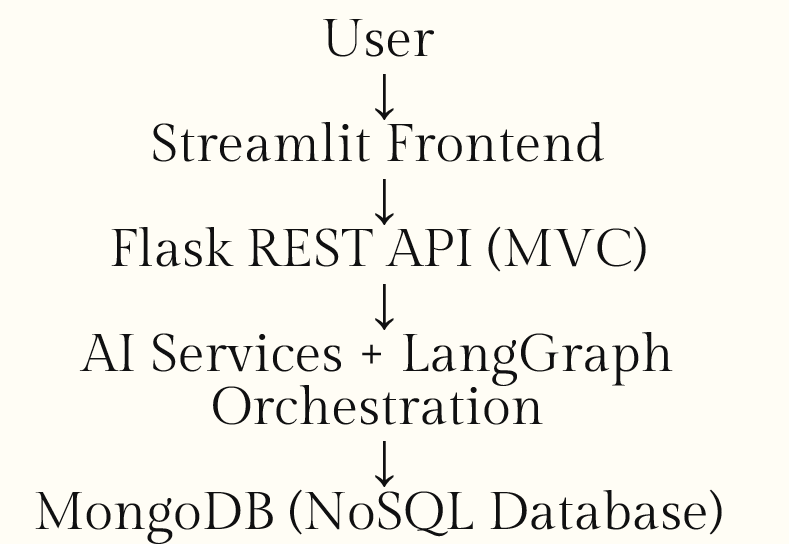 User
↓
Streamlit Frontend
↓
Flask REST API (MVC)
↓
AI Services + LangGraph
Orchestration
↓
MongoDB (NoSQL Database)